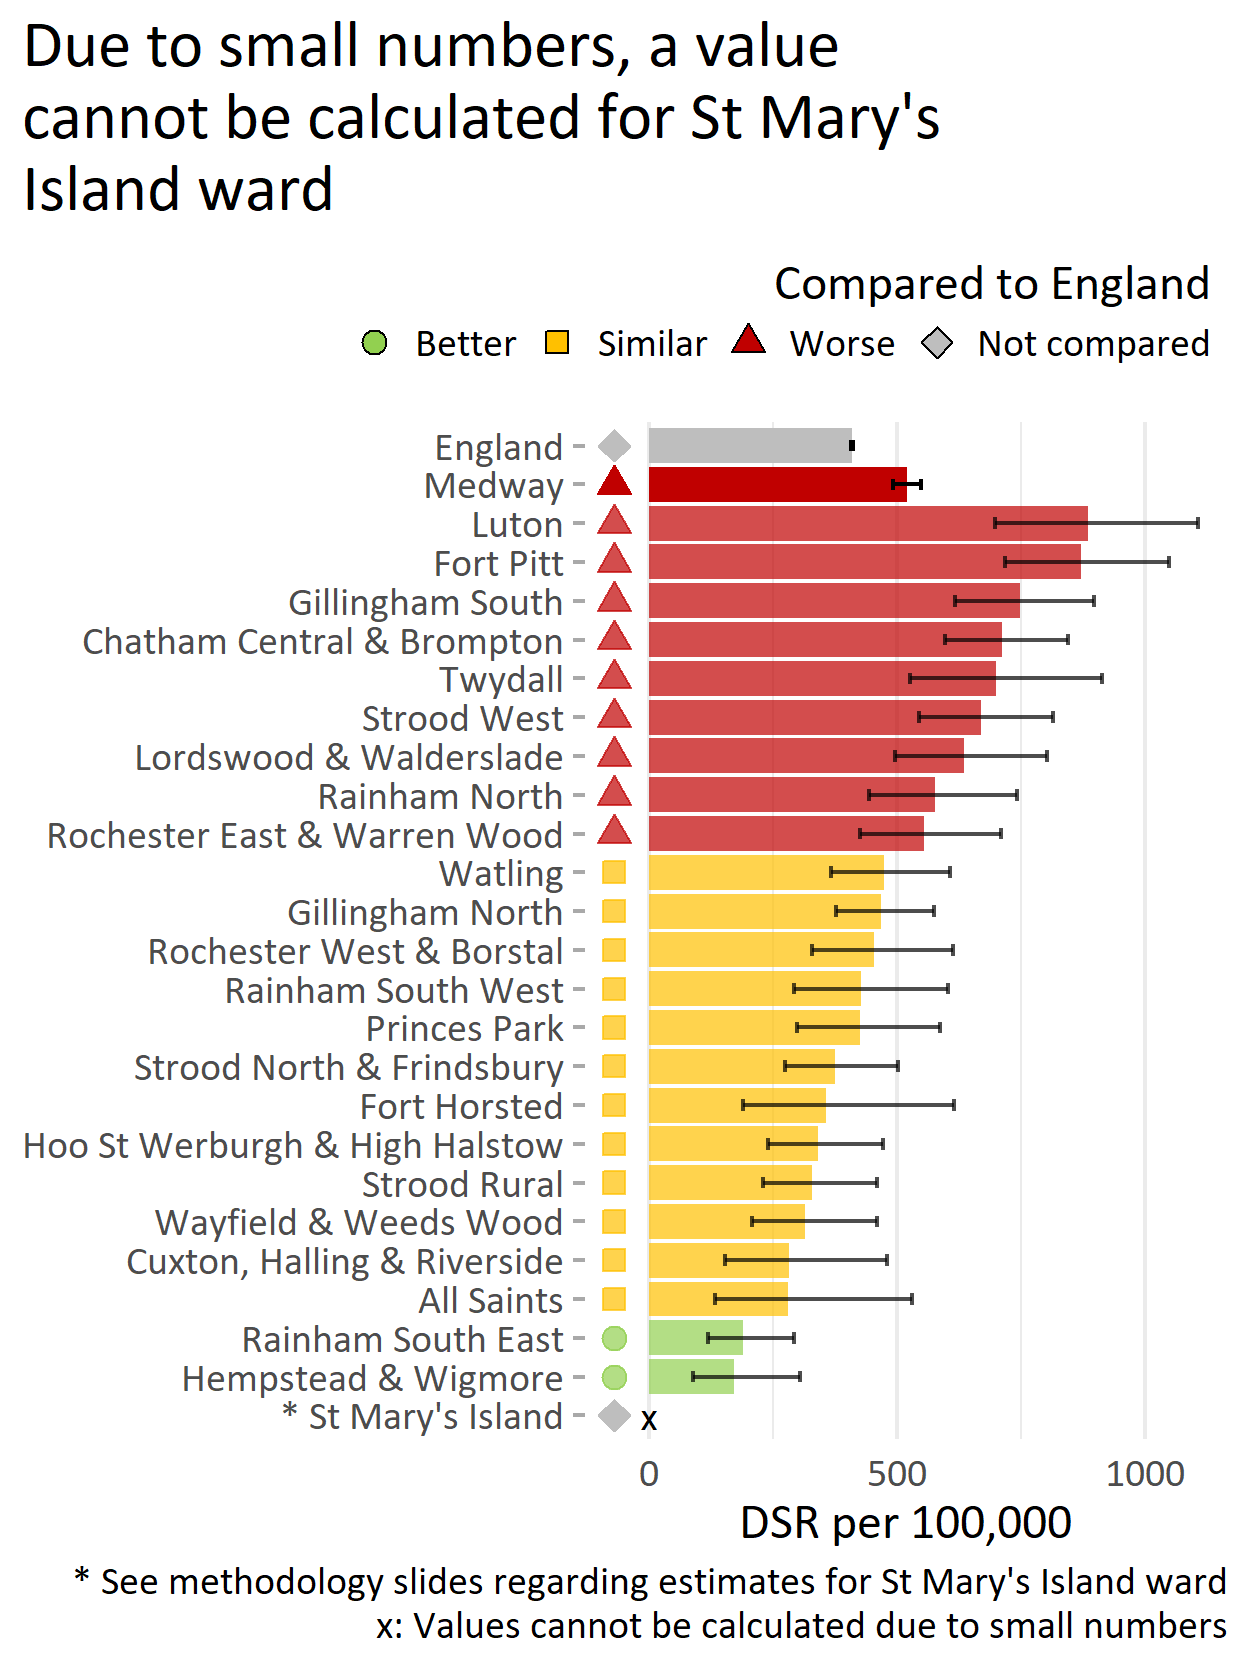 Due to small numbers, a value
cannot be calculated for St Mary's
Island ward
Compared to England
Better Similar Worse Not compared
England
Medway
Luton
Fort Pitt
Gillingham South
Chatham Central & Brompton
Twydall
Strood West
Lordswood & Walderslade
Rainham North
Rochester East & Warren Wood
Watling
Gillingham North
Rochester West & Borstal
Rainham South West
Princes Park
Strood North & Frindsbury
Fort Horsted
Hoo St Werburgh & High Halstow
Strood Rural
Wayfield & Weeds Wood
Cuxton, Halling & Riverside
All Saints
Rainham South East
Hempstead & Wigmore
* St Mary's Island x
0 500 1000
DSR per 100,000
* See methodology slides regarding estimates for St Mary's Island ward
x: Values cannot be calculated due to small numbers